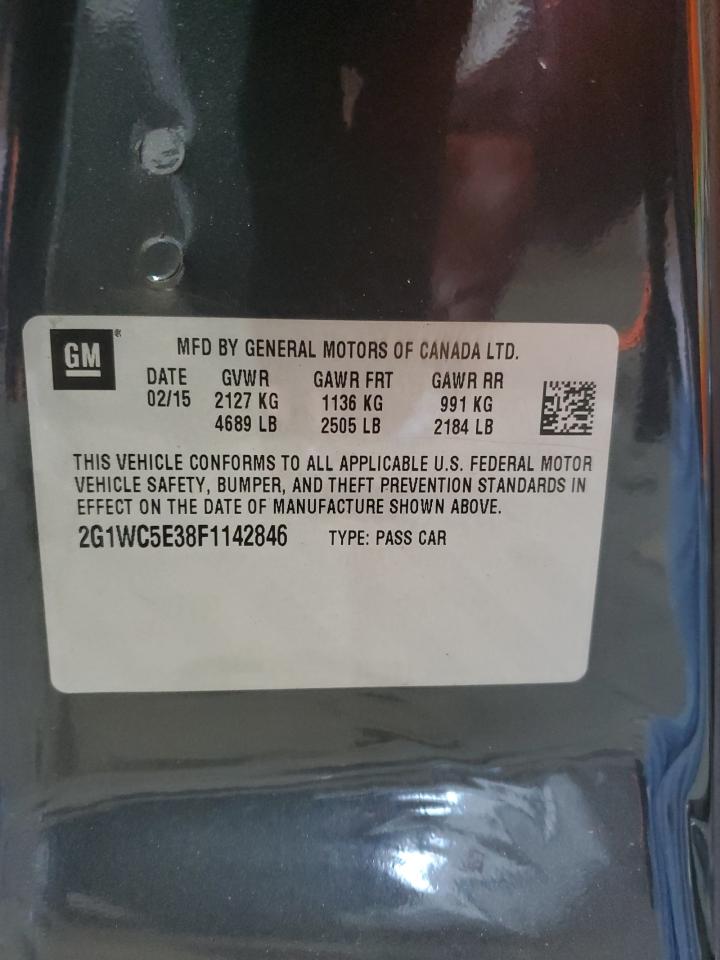 GM®
MFD BY GENERAL MOTORS OF CANADA LTD.
DATE GVWR GAWR FRT GAWR RR
02/15 2127 KG 1136 KG 991 KG
4689 LB 2505 LB 2184 LB
THIS VEHICLE CONFORMS TO ALL APPLICABLE U.S. FEDERAL MOTOR
VEHICLE SAFETY, BUMPER, AND THEFT PREVENTION STANDARDS IN
EFFECT ON THE DATE OF MANUFACTURE SHOWN ABOVE.
2G1WC5E38F1142846 TYPE: PASS CAR